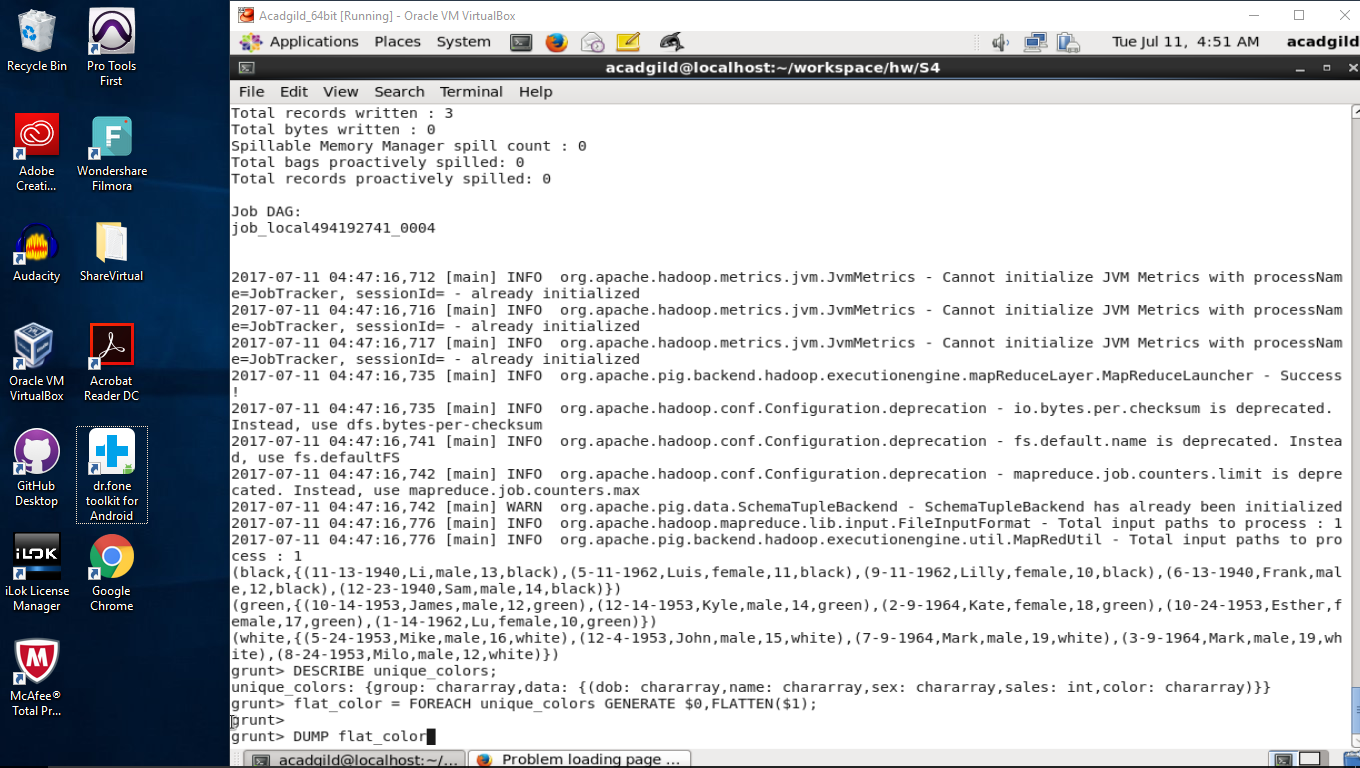 Acadgild_64bit [Running] - Oracle VM VirtualBox
Applications Places System
Tue Jul 11, 4:51 AM acadgild
acadgild@localhost:~/workspace/hw/S4
File Edit View Search Terminal Help
Recycle Bin
Pro Tools
First
Adobe
Creati...
Wondershare
Filmora
Audacity
ShareVirtual
Oracle VM
VirtualBox
Acrobat
Reader DC
GitHub
Desktop
dr.fone
toolkit for
Android
iLOK
iLok License
Manager
Google
Chrome
McAfee®
Total Pr...
Total records written : 3
Total bytes written : 0
Spillable Memory Manager spill count : 0
Total bags proactively spilled: 0
Total records proactively spilled: 0
Job DAG:
job_local494192741_0004
2017-07-11 04:47:16,712 [main] INFO  org.apache.hadoop.metrics.jvm.JvmMetrics - Cannot initialize JVM Metrics with processNam
e=JobTracker, sessionId= - already initialized
2017-07-11 04:47:16,716 [main] INFO  org.apache.hadoop.metrics.jvm.JvmMetrics - Cannot initialize JVM Metrics with processNam
e=JobTracker, sessionId= - already initialized
2017-07-11 04:47:16,717 [main] INFO  org.apache.hadoop.metrics.jvm.JvmMetrics - Cannot initialize JVM Metrics with processNam
e=JobTracker, sessionId= - already initialized
2017-07-11 04:47:16,735 [main] INFO  org.apache.pig.backend.hadoop.executionengine.mapReduceLayer.MapReduceLauncher - Success
!
2017-07-11 04:47:16,735 [main] INFO  org.apache.hadoop.conf.Configuration.deprecation - io.bytes.per.checksum is deprecated.
Instead, use dfs.bytes-per-checksum
2017-07-11 04:47:16,741 [main] INFO  org.apache.hadoop.conf.Configuration.deprecation - fs.default.name is deprecated. Instea
d, use fs.defaultFS
2017-07-11 04:47:16,742 [main] INFO  org.apache.hadoop.conf.Configuration.deprecation - mapreduce.job.counters.limit is depre
cated. Instead, use mapreduce.job.counters.max
2017-07-11 04:47:16,742 [main] WARN  org.apache.pig.data.SchemaTupleBackend - SchemaTupleBackend has already been initialized
2017-07-11 04:47:16,776 [main] INFO  org.apache.hadoop.mapreduce.lib.input.FileInputFormat - Total input paths to process : 1
2017-07-11 04:47:16,776 [main] INFO  org.apache.pig.backend.hadoop.executionengine.util.MapRedUtil - Total input paths to pro
cess : 1
(black,{(11-13-1940,Li,male,13,black),(5-11-1962,Luis,female,11,black),(9-11-1962,Lilly,female,10,black),(6-13-1940,Frank,mal
e,12,black),(12-23-1940,Sam,male,14,black)})
(green,{(10-14-1953,James,male,12,green),(12-14-1953,Kyle,male,14,green),(2-9-1964,Kate,female,18,green),(10-24-1953,Esther,f
emale,17,green),(1-14-1962,Lu,female,10,green)})
(white,{(5-24-1953,Mike,male,16,white),(12-4-1953,John,male,15,white),(7-9-1964,Mark,male,19,white),(3-9-1964,Mark,male,19,wh
ite),(8-24-1953,Milo,male,12,white)})
grunt> DESCRIBE unique_colors;
unique_colors: {group: chararray,data: {(dob: chararray,name: chararray,sex: chararray,sales: int,color: chararray)}}
grunt> flat_color = FOREACH unique_colors GENERATE $0,FLATTEN($1);
grunt>
grunt> DUMP flat_color
acadgild@localhost:~/...
Problem loading page ...